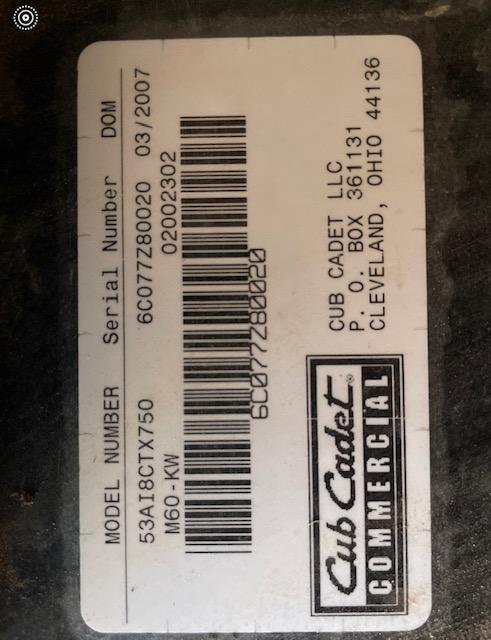 MODEL NUMBER Serial Number DOM
53AI8CTX750 6C077Z80020 03/2007
M60-KW 02002302
6C077Z80020
Cub Cadet®
COMMERCIAL
CUB CADET LLC
P. O. BOX 361131
CLEVELAND, OHIO 44136